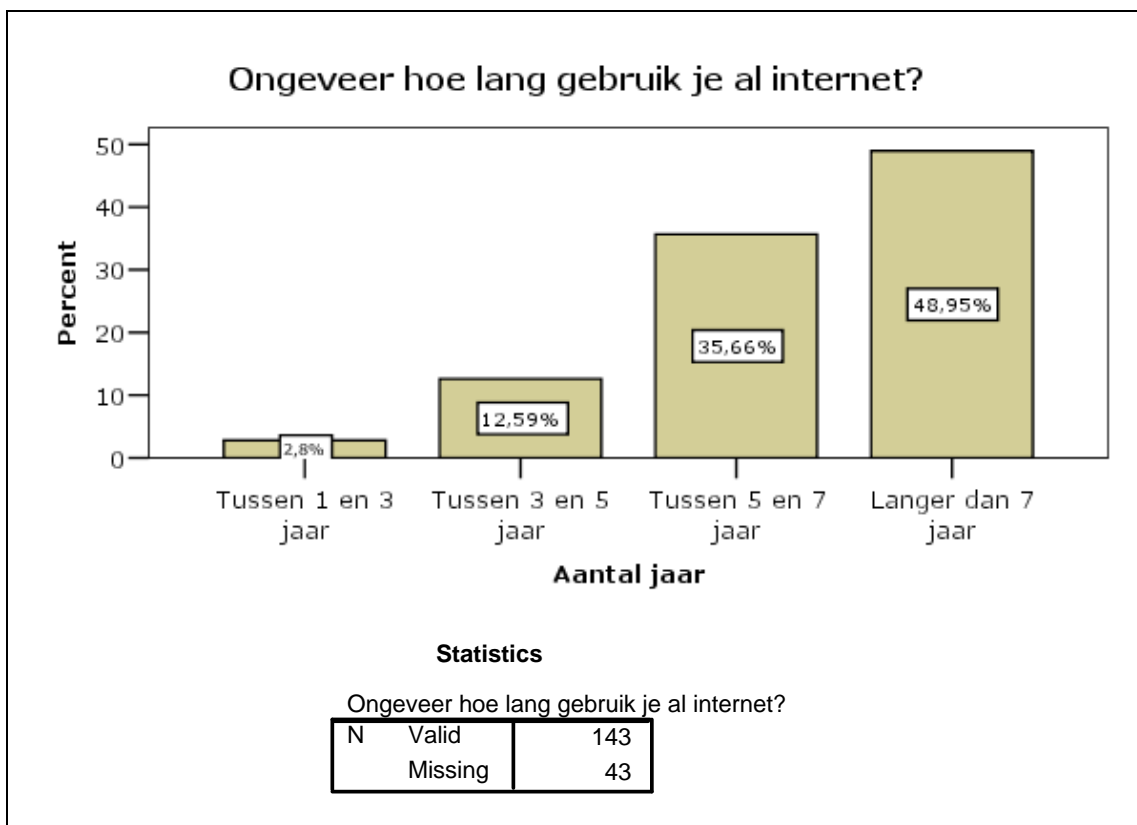 Ongeveer hoe lang gebruik je al internet?
50
40
30
20
10
0
Percent
2,8%
12,59%
35,66%
48,95%
Tussen 1 en 3 jaar
Tussen 3 en 5 jaar
Tussen 5 en 7 jaar
Langer dan 7 jaar
Aantal jaar
Statistics
Ongeveer hoe lang gebruik je al internet?
N Valid 143
Missing 43